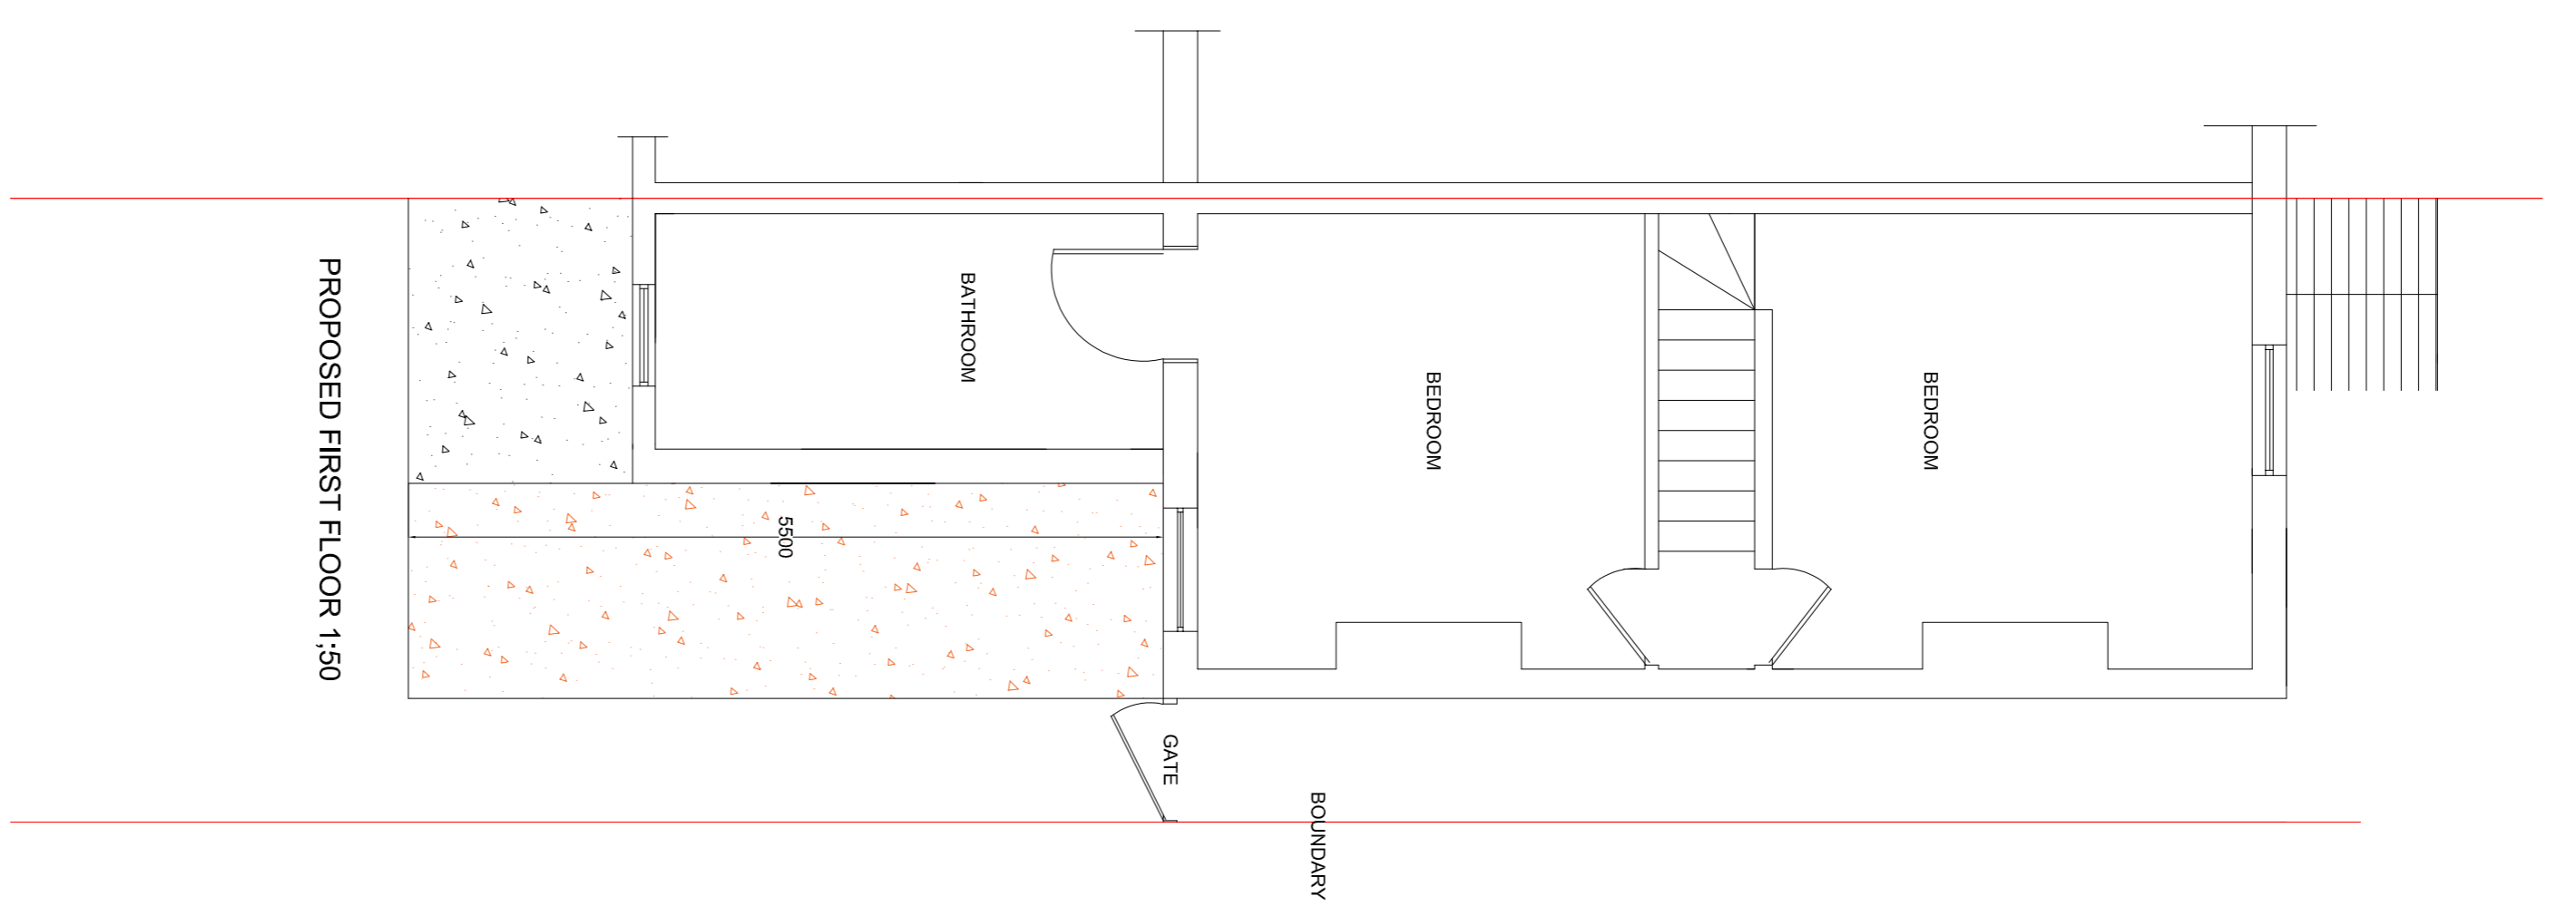 PROPOSED FIRST FLOOR 1;50
BATHROOM
BEDROOM
BEDROOM
5500
GATE
BOUNDARY